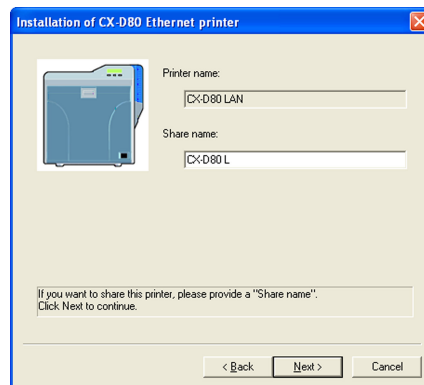 Installation of CX-D80 Ethernet printer
Printer name:
CX-D80 LAN
Share name:
CX-D80 L
If you want to share this printer, please provide a "Share name".
Click Next to continue.
< Back
Next >
Cancel